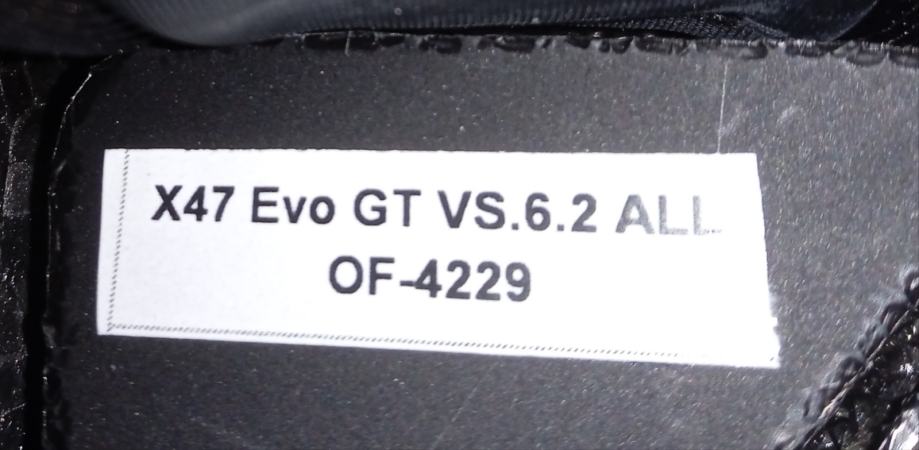 X47 Evo GT VS.6.2 ALL
OF-4229